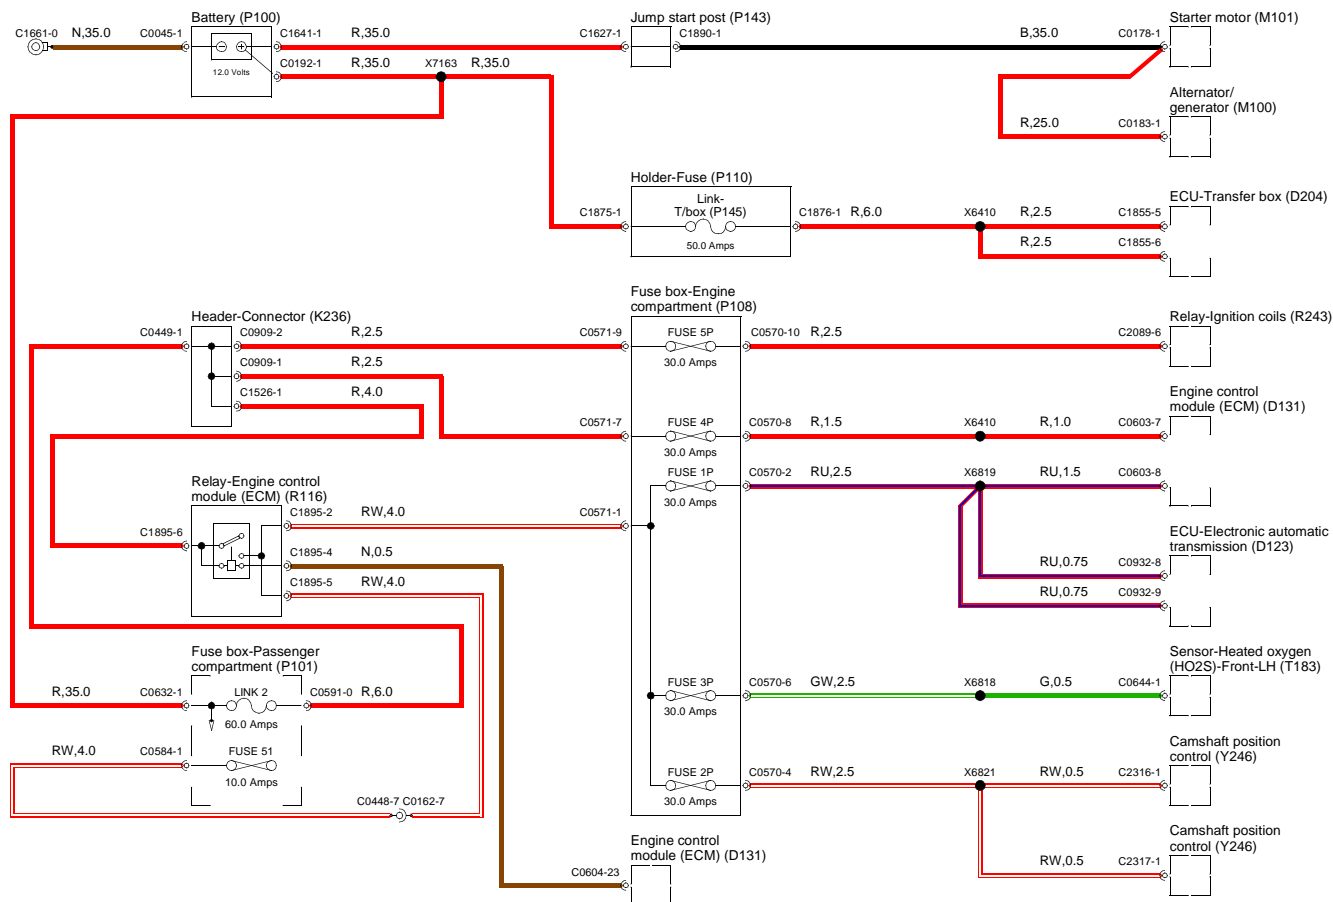 Battery (P100)
Jump start post (P143)
Starter motor (M101)
C1661-0
N,35.0
C0045-1
C1641-1
R,35.0
C1627-1
C1890-1
B,35.0
C0178-1
12.0 Volts
C0192-1
R,35.0
X7163
R,35.0
Alternator/
generator (M100)
R,25.0
C0183-1
Holder-Fuse (P110)
Link-
T/box (P145)
50.0 Amps
C1875-1
C1876-1
R,6.0
X6410
R,2.5
C1855-5
ECU-Transfer box (D204)
R,2.5
C1855-6
Fuse box-Engine
compartment (P108)
Header-Connector (K236)
C0449-1
C0909-2
R,2.5
C0571-9
FUSE 5P
30.0 Amps
C0570-10
R,2.5
C2089-6
Relay-Ignition coils (R243)
C0909-1
R,2.5
C1526-1
R,4.0
Engine control
module (ECM) (D131)
C0571-7
FUSE 4P
30.0 Amps
C0570-8
R,1.5
X6410
R,1.0
C0603-7
FUSE 1P
30.0 Amps
C0570-2
RU,2.5
X6819
RU,1.5
C0603-8
Relay-Engine control
module (ECM) (R116)
C1895-6
C1895-2
RW,4.0
C0571-1
C1895-4
N,0.5
C1895-5
RW,4.0
ECU-Electronic automatic
transmission (D123)
RU,0.75
C0932-8
RU,0.75
C0932-9
Fuse box-Passenger
compartment (P101)
R,35.0
C0632-1
LINK 2
60.0 Amps
C0591-0
R,6.0
FUSE 3P
30.0 Amps
C0570-6
GW,2.5
X6818
G,0.5
C0644-1
Sensor-Heated oxygen
(HO2S)-Front-LH (T183)
RW,4.0
C0584-1
FUSE 51
10.0 Amps
C0448-7
C0162-7
FUSE 2P
30.0 Amps
C0570-4
RW,2.5
X6821
RW,0.5
C2316-1
Camshaft position
control (Y246)
Engine control
module (ECM) (D131)
C0604-23
RW,0.5
C2317-1
Camshaft position
control (Y246)